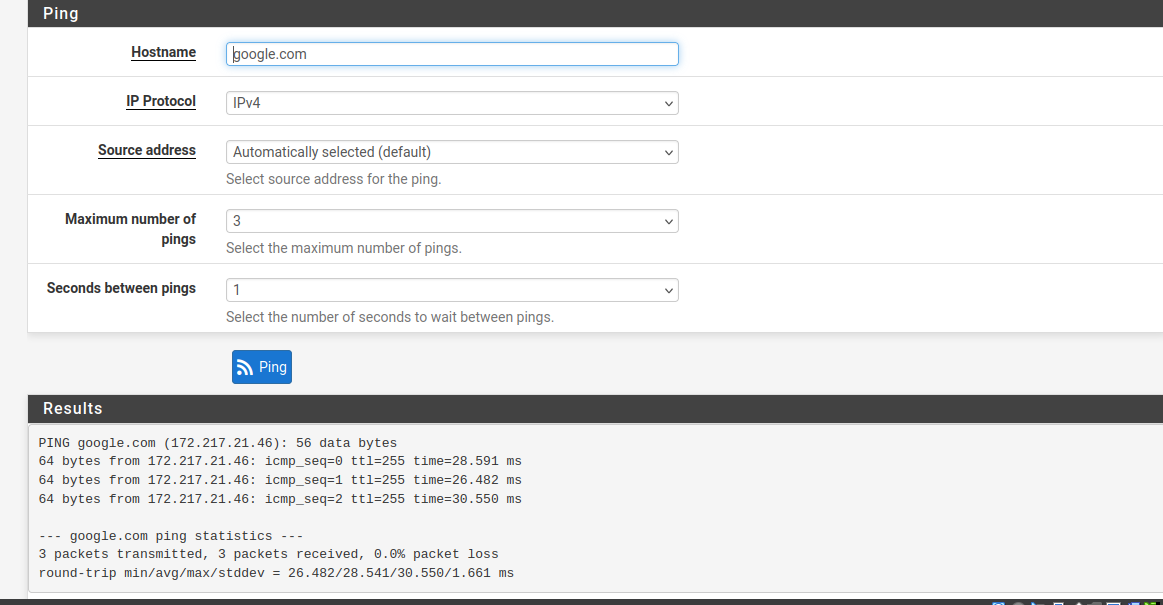 Ping
Hostname
google.com
IP Protocol
IPv4
Source address
Automatically selected (default)
Select source address for the ping.
Maximum number of
pings
3
Select the maximum number of pings.
Seconds between pings
1
Select the number of seconds to wait between pings.
Ping
Results
PING google.com (172.217.21.46): 56 data bytes
64 bytes from 172.217.21.46: icmp_seq=0 ttl=255 time=28.591 ms
64 bytes from 172.217.21.46: icmp_seq=1 ttl=255 time=26.482 ms
64 bytes from 172.217.21.46: icmp_seq=2 ttl=255 time=30.550 ms
--- google.com ping statistics ---
3 packets transmitted, 3 packets received, 0.0% packet loss
round-trip min/avg/max/stddev = 26.482/28.541/30.550/1.661 ms